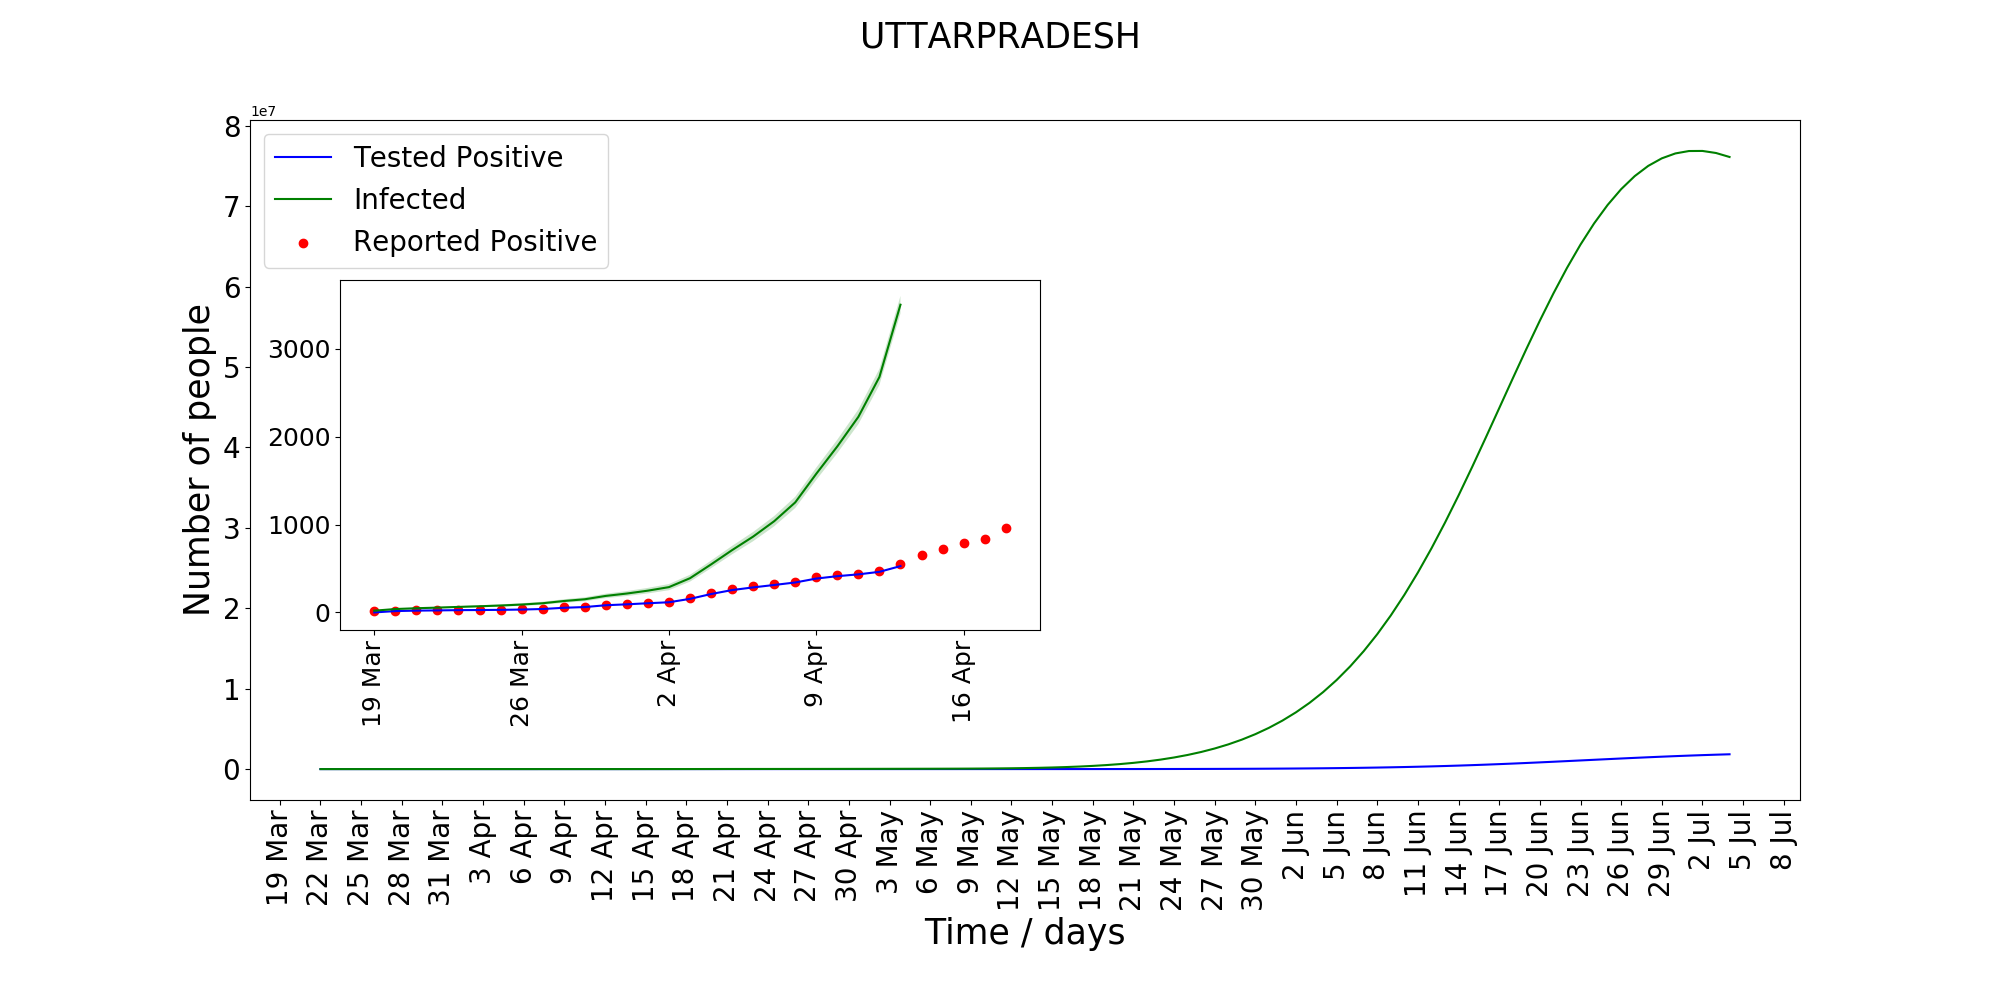 UTTARPRADESH
1e7
8
7
6
5
4
3
2
1
0
Number of people
Tested Positive
Infected
Reported Positive
3000
2000
1000
0
19 Mar
26 Mar
2 Apr
9 Apr
16 Apr
19 Mar
22 Mar
25 Mar
28 Mar
31 Mar
3 Apr
6 Apr
9 Apr
12 Apr
15 Apr
18 Apr
21 Apr
24 Apr
27 Apr
30 Apr
3 May
6 May
9 May
12 May
15 May
18 May
21 May
24 May
27 May
30 May
2 Jun
5 Jun
8 Jun
11 Jun
14 Jun
17 Jun
20 Jun
23 Jun
26 Jun
29 Jun
2 Jul
5 Jul
8 Jul
Time / days